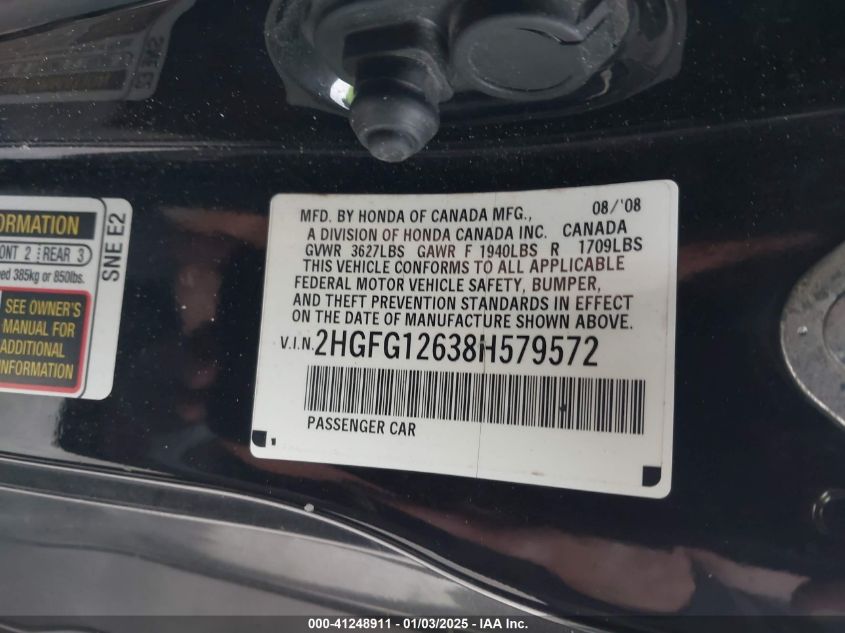 ORMATION
ONT 2 REAR 3
ed 385kg or 850lbs.
SEE OWNER'S
MANUAL FOR
ADDITIONAL
INFORMATION
SNE E2
MFD. BY HONDA OF CANADA MFG., 08/'08
A DIVISION OF HONDA CANADA INC. CANADA
GVWR 3627LBS GAWR F 1940LBS R 1709LBS
THIS VEHICLE CONFORMS TO ALL APPLICABLE
FEDERAL MOTOR VEHICLE SAFETY, BUMPER,
AND THEFT PREVENTION STANDARDS IN EFFECT
ON THE DATE OF MANUFACTURE SHOWN ABOVE.
V.I.N. 2HGFG12638H579572
PASSENGER CAR
000-41248911 - 01/03/2025 - IAA Inc.